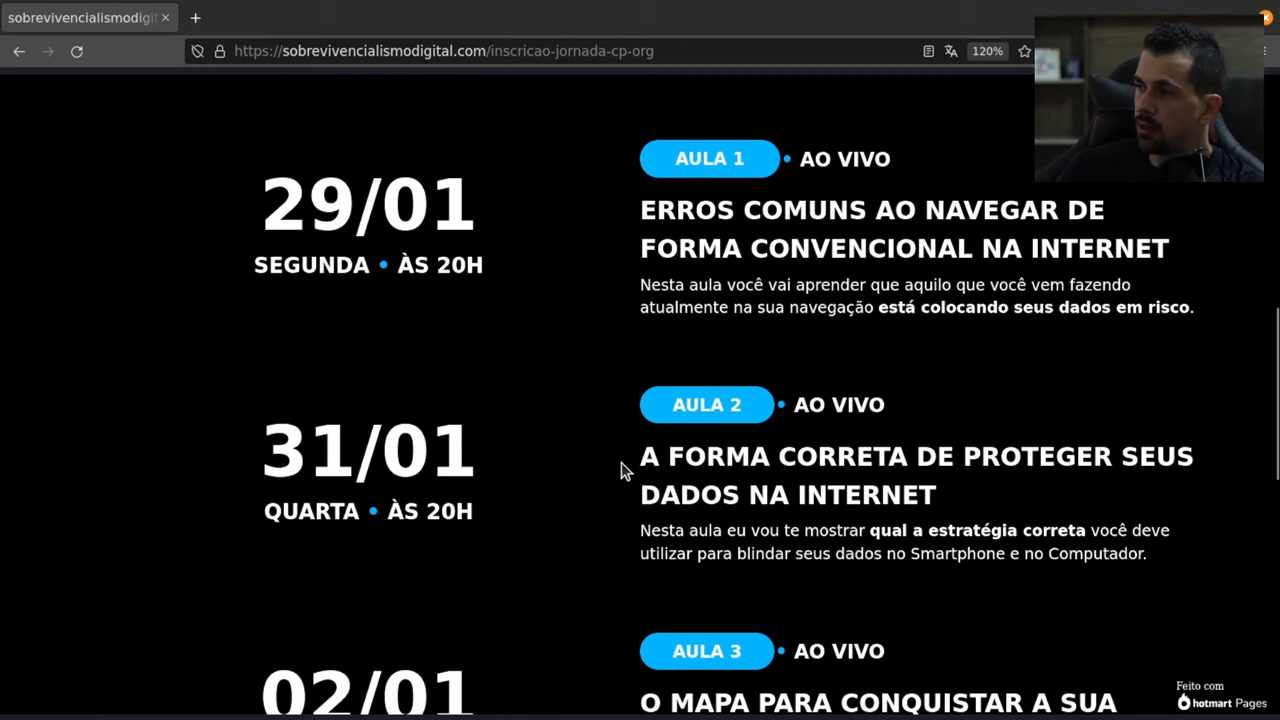 sobrevivencialismodigit
https://sobrevivencialismodigital.com/inscricao-jornada-cp-org
120%
29/01
SEGUNDA • ÀS 20H
AULA 1 • AO VIVO
ERROS COMUNS AO NAVEGAR DE
FORMA CONVENCIONAL NA INTERNET
Nesta aula você vai aprender que aquilo que você vem fazendo
atualmente na sua navegação está colocando seus dados em risco.
31/01
QUARTA • ÀS 20H
AULA 2 • AO VIVO
A FORMA CORRETA DE PROTEGER SEUS
DADOS NA INTERNET
Nesta aula eu vou te mostrar qual a estratégia correta você deve
utilizar para blindar seus dados no Smartphone e no Computador.
02/01
AULA 3 • AO VIVO
O MAPA PARA CONQUISTAR A SUA
Feito com
hotmart Pages